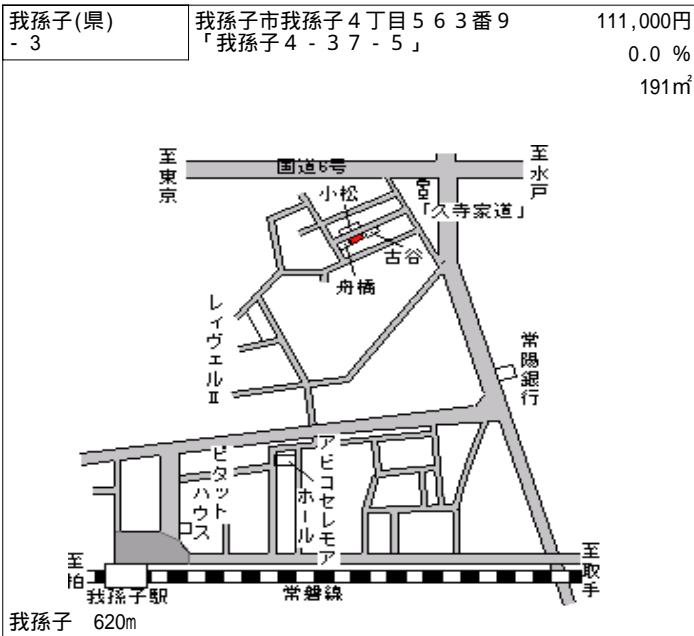 我孫子(県)
- 3
我孫子市我孫子４丁目５６３番９
「我孫子４‐３７‐５」
111,000円
0.0 %
191㎡
至東京
国道6号
至水戸
小松
「久寺家道」
古谷
舟橋
レィヴェルⅡ
常陽銀行
ピタットハウス
アビコセレモアホール
至柏
我孫子駅
常磐線
至取手
我孫子 620m